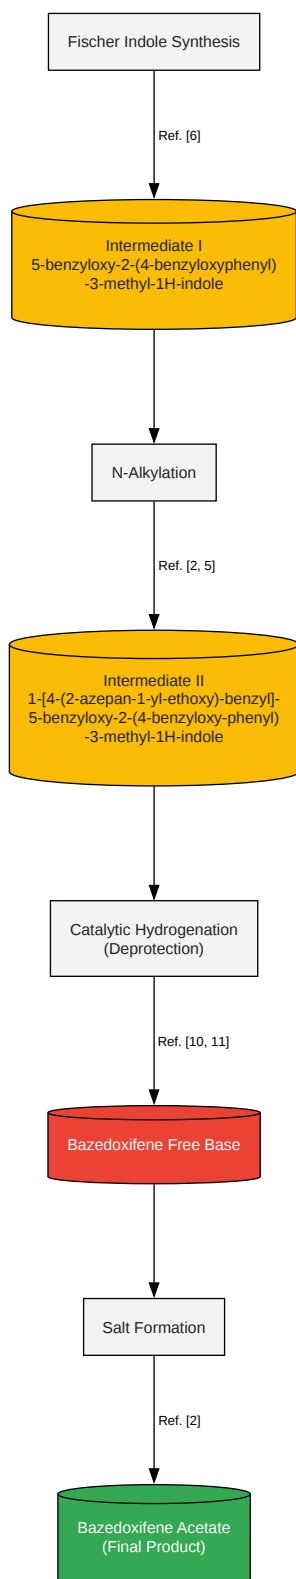 Fischer Indole Synthesis
Ref. [6]
Intermediate I
5-benzyloxy-2-(4-benzyloxyphenyl)
-3-methyl-1H-indole
N-Alkylation
Ref. [2, 5]
Intermediate II
1-[4-(2-azepan-1-yl-ethoxy)-benzyl]-
5-benzyloxy-2-(4-benzyloxy-phenyl)
-3-methyl-1H-indole
Catalytic Hydrogenation
(Deprotection)
Ref. [10, 11]
Bazedoxifene Free Base
Salt Formation
Ref. [2]
Bazedoxifene Acetate
(Final Product)